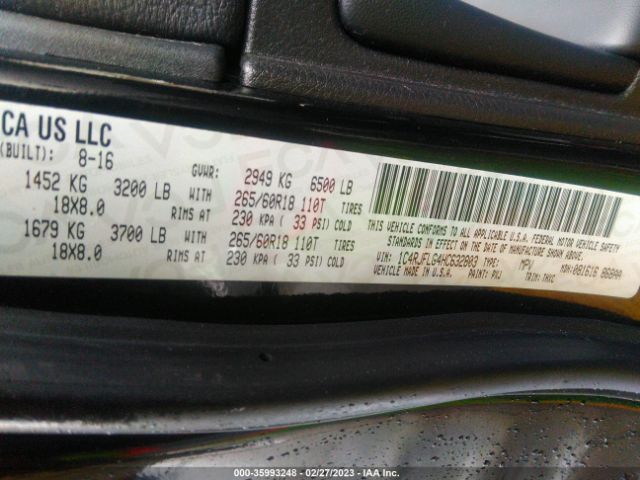 CA US LLC
(BUILT): 8-16 GVWR: 2949 KG 6500 LB
1452 KG 3200 LB WITH 265/60R18 110T TIRES
18X8.0 RIMS AT 230 KPA ( 33 PSI) COLD
1679 KG 3700 LB WITH 265/60R18 110T TIRES
18X8.0 RIMS AT 230 KPA ( 33 PSI) COLD
THIS VEHICLE CONFORMS TO ALL APPLICABLE U.S.A. FEDERAL MOTOR VEHICLE SAFETY
STANDARDS IN EFFECT ON THE DATE OF MANUFACTURE SHOWN ABOVE.
VIN: 1C4RJFLG4HC632803 MPV MDH: 081616
VEHICLE MADE IN U.S.A. PAINT: PXJ TRIM:
000-35993248 - 02/27/2023 - IAA Inc.